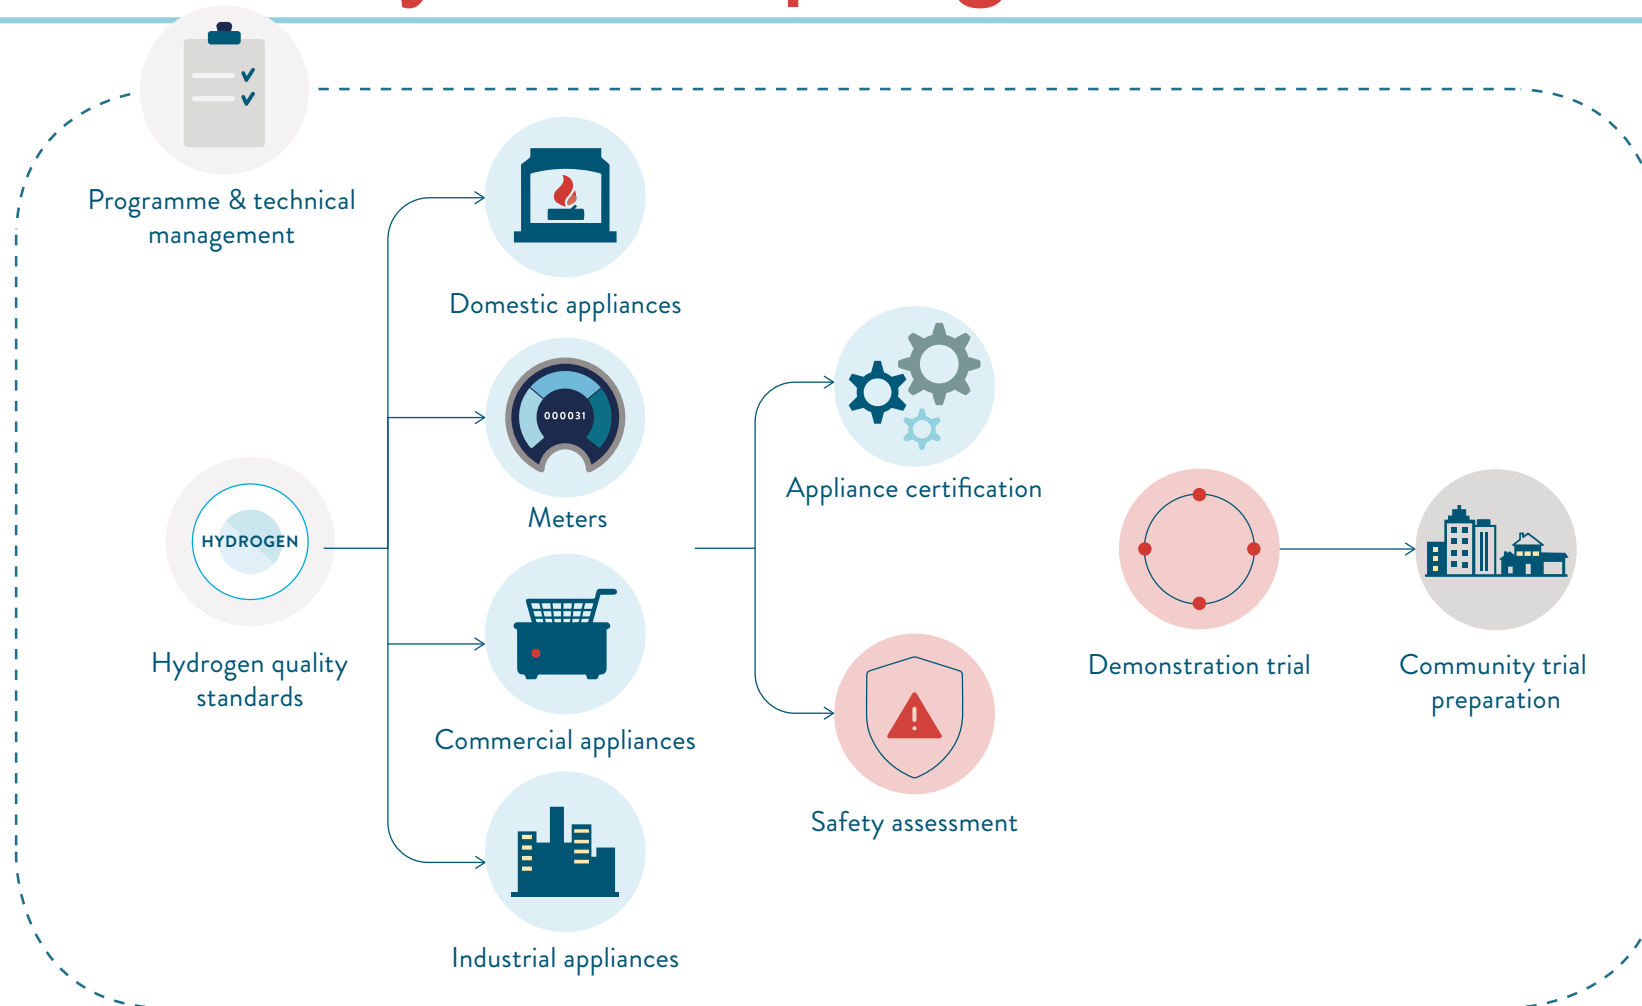 Programme & technical
management
Domestic appliances
000031
Meters
HYDROGEN
Hydrogen quality
standards
Commercial appliances
Industrial appliances
Appliance certification
Safety assessment
Demonstration trial
Community trial
preparation